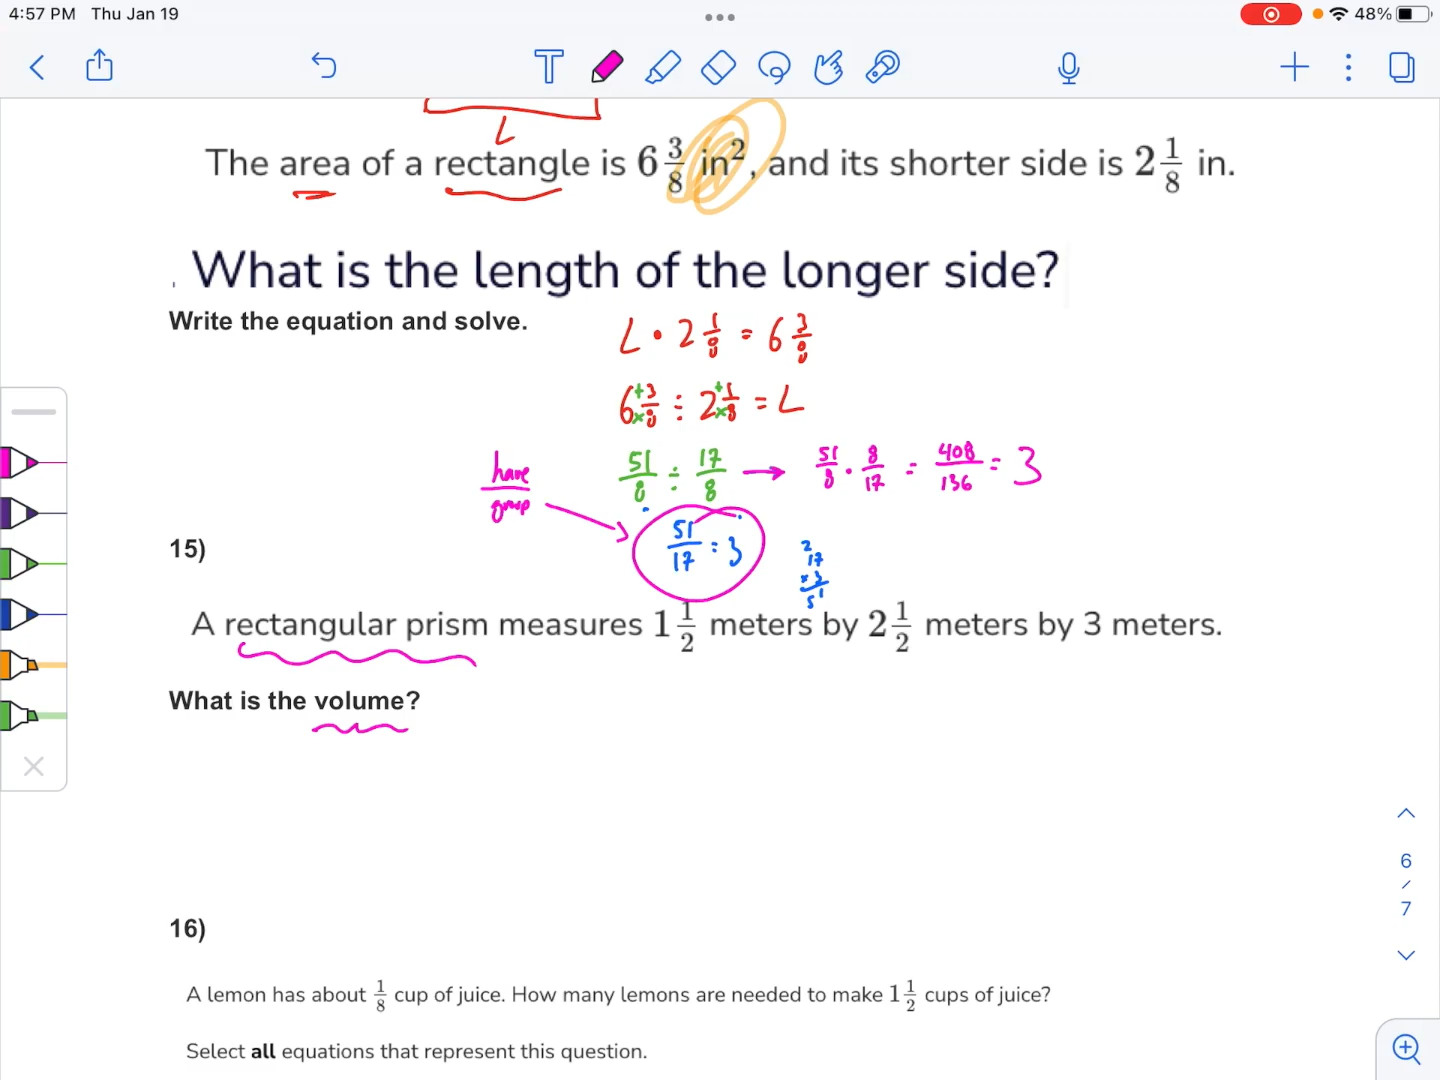 4:57 PM Thu Jan 19
48%
L
The area of a rectangle is 6 3/8 in², and its shorter side is 2 1/8 in.
What is the length of the longer side?
Write the equation and solve.
L · 2 1/8 = 6 3/8
6 + 3/8 × ÷ 2 + 1/8 × = L
have/group
51/8 ÷ 17/8 → 51/8 · 8/17 = 408/136 = 3
51/17 = 3
2
17
× 3
51
15)
A rectangular prism measures 1 1/2 meters by 2 1/2 meters by 3 meters.
What is the volume?
6
/
7
16)
A lemon has about 1/8 cup of juice. How many lemons are needed to make 1 1/2 cups of juice?
Select all equations that represent this question.